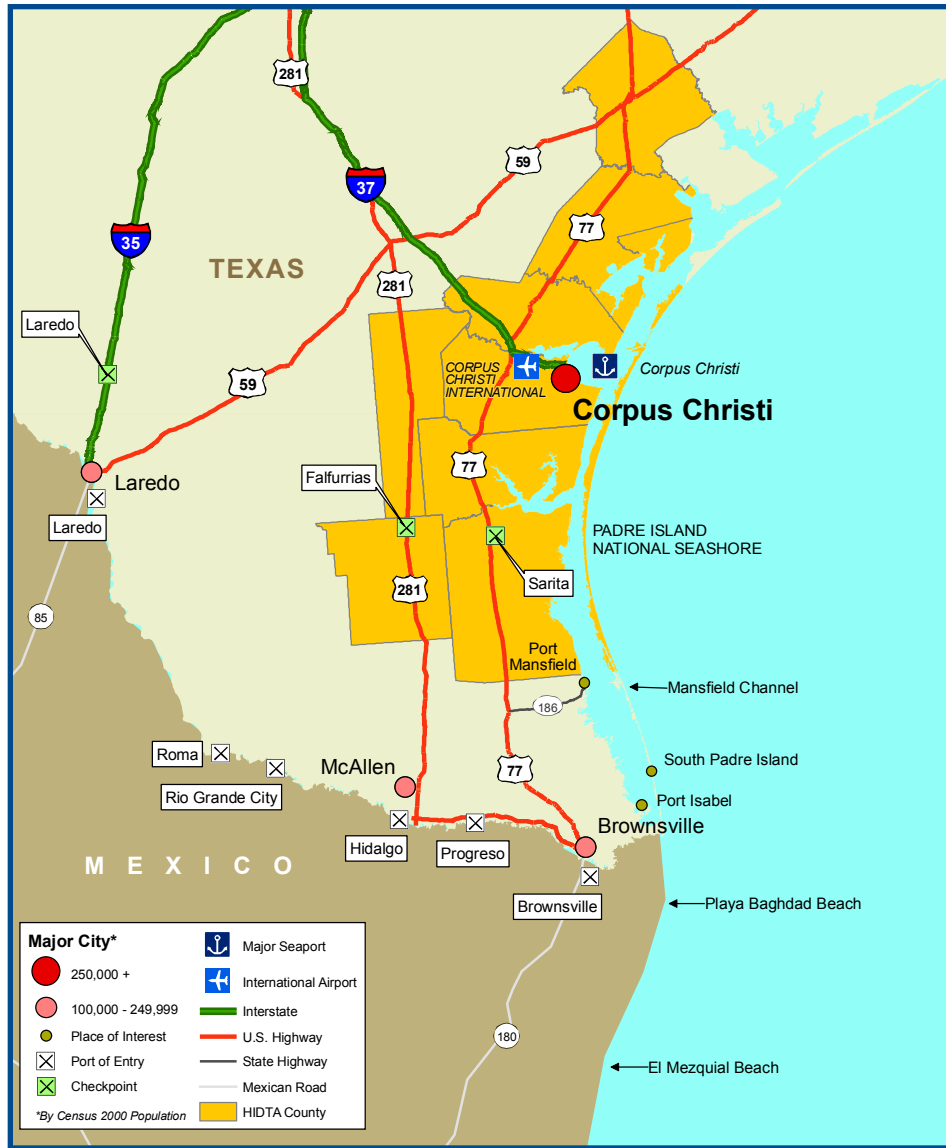 281
59
37
77
35
TEXAS
281
Laredo
CORPUS
CHRISTI
INTERNATIONAL
Corpus Christi
59
Corpus Christi
77
Laredo
Falfurrias
Laredo
PADRE ISLAND
NATIONAL SEASHORE
Sarita
281
85
Port
Mansfield
Mansfield Channel
186
Roma
McAllen
South Padre Island
77
Rio Grande City
Port Isabel
Brownsville
Hidalgo
Progreso
MEXICO
Brownsville
Playa Baghdad Beach
180
El Mezquial Beach
Major City*
250,000 +
100,000 - 249,999
Place of Interest
Port of Entry
Checkpoint
*By Census 2000 Population
Major Seaport
International Airport
Interstate
U.S. Highway
State Highway
Mexican Road
HIDTA County